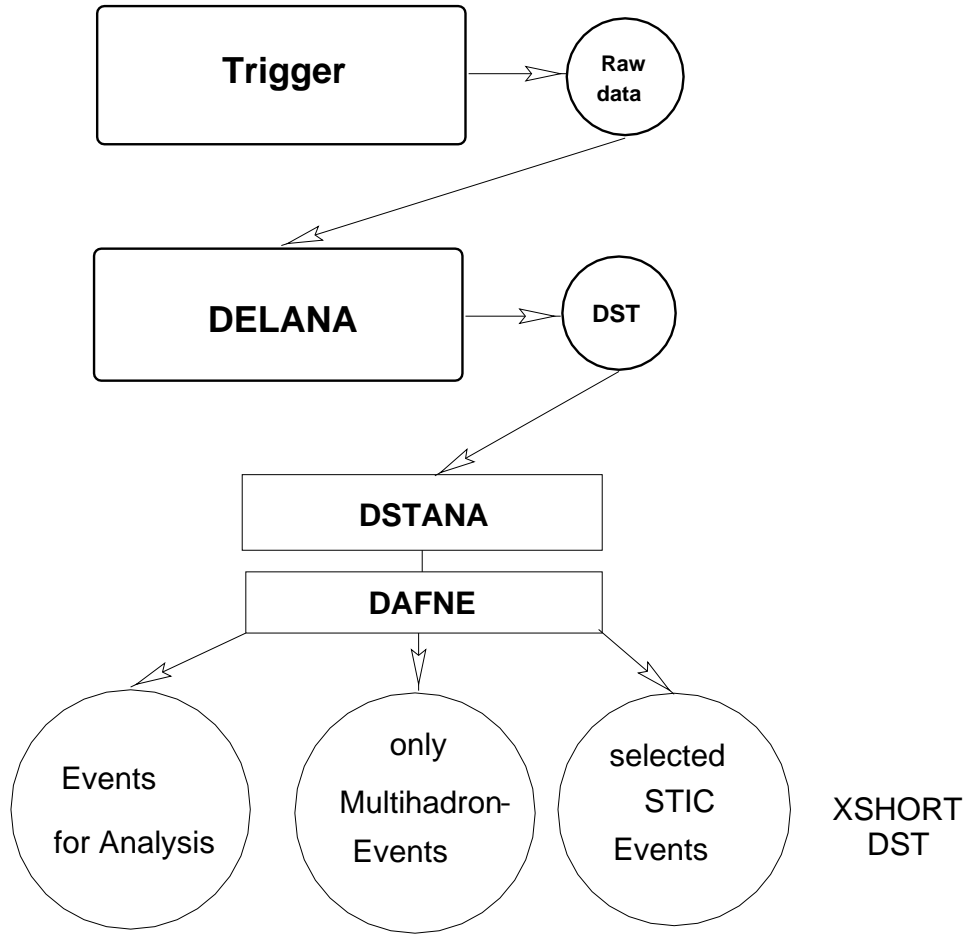 Trigger
Raw
data
DELANA
DST
DSTANA
DAFNE
Events
for Analysis
only
Multihadron-
Events
selected
STIC
Events
XSHORT
DST